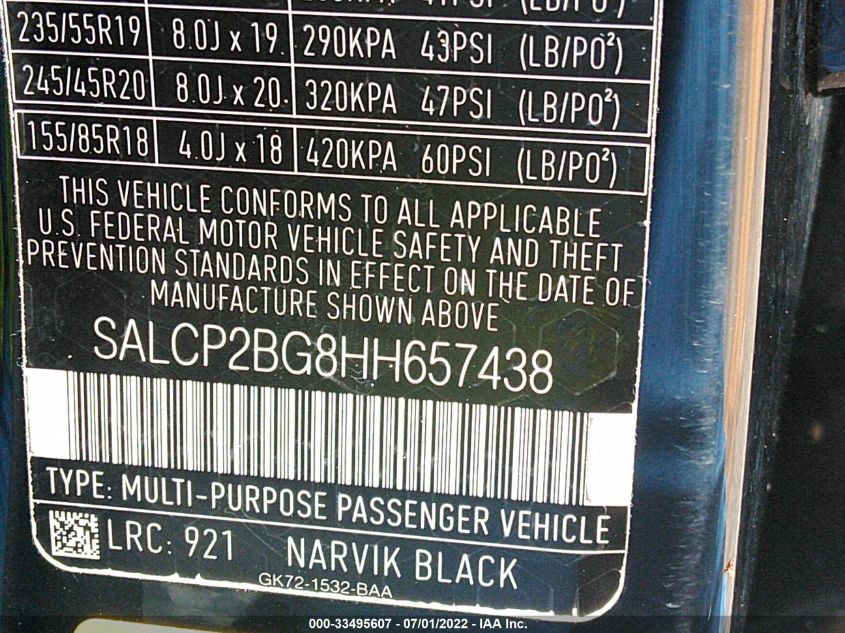 41PSI (LB/PO²)
235/55R19 8.0J x 19. 290KPA 43PSI (LB/PO²)
245/45R20 8.0J x 20. 320KPA 47PSI (LB/PO²)
155/85R18 4.0J x 18 420KPA 60PSI (LB/PO²)
THIS VEHICLE CONFORMS TO ALL APPLICABLE
U.S. FEDERAL MOTOR VEHICLE SAFETY AND THEFT
PREVENTION STANDARDS IN EFFECT ON THE DATE OF
MANUFACTURE SHOWN ABOVE
SALCP2BG8HH657438
TYPE: MULTI-PURPOSE PASSENGER VEHICLE
LRC: 921 NARVIK BLACK
GK72-1532-BAA
000-33495607 - 07/01/2022 - IAA Inc.